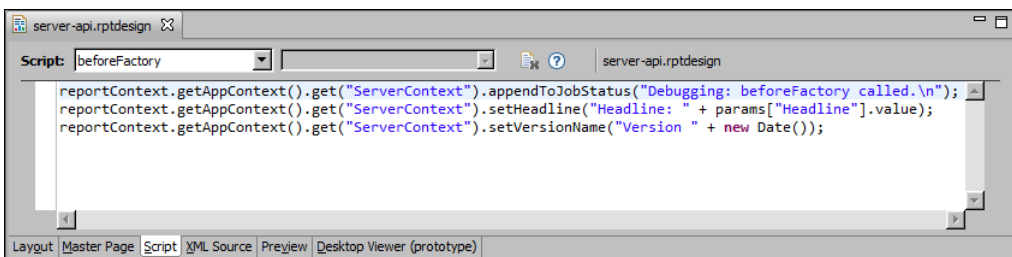 server-api.rptdesign
Script: beforeFactory server-api.rptdesign
reportContext.getAppContext().get("ServerContext").appendToJobStatus("Debugging: beforeFactory called.\n");
reportContext.getAppContext().get("ServerContext").setHeadline("Headline: " + params["Headline"].value);
reportContext.getAppContext().get("ServerContext").setVersionName("Version " + new Date());
Layout Master Page Script XML Source Preview Desktop Viewer (prototype)